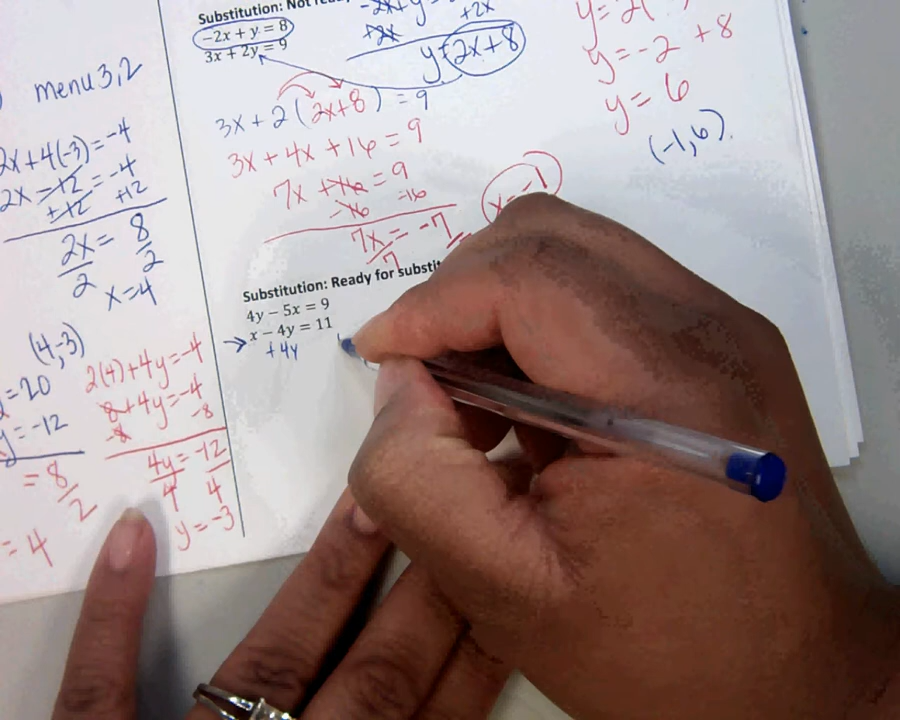 menu 3,2
2x+4(-3)=-4
2x -12 = -4
+12 +12
2x = 8
2 2
x=4
(4,-3)
=20
= -12
= 8
2
= 4
2(4)+4y=-4
8+4y=-4
-8 -8
4y = -12
4 4
y = -3
Substitution: Not
-2x + y = 8
3x + 2y = 9
+2x +2x
y=2x+8
3x+2(2x+8)=9
3x+4x+16=9
7x +16 = 9
-16 -16
7x = -7
7
x=-1
y=-2 +8
y= 6
(-1,6)
Substitution: Ready for
4y − 5x = 9
x − 4y = 11
+4y